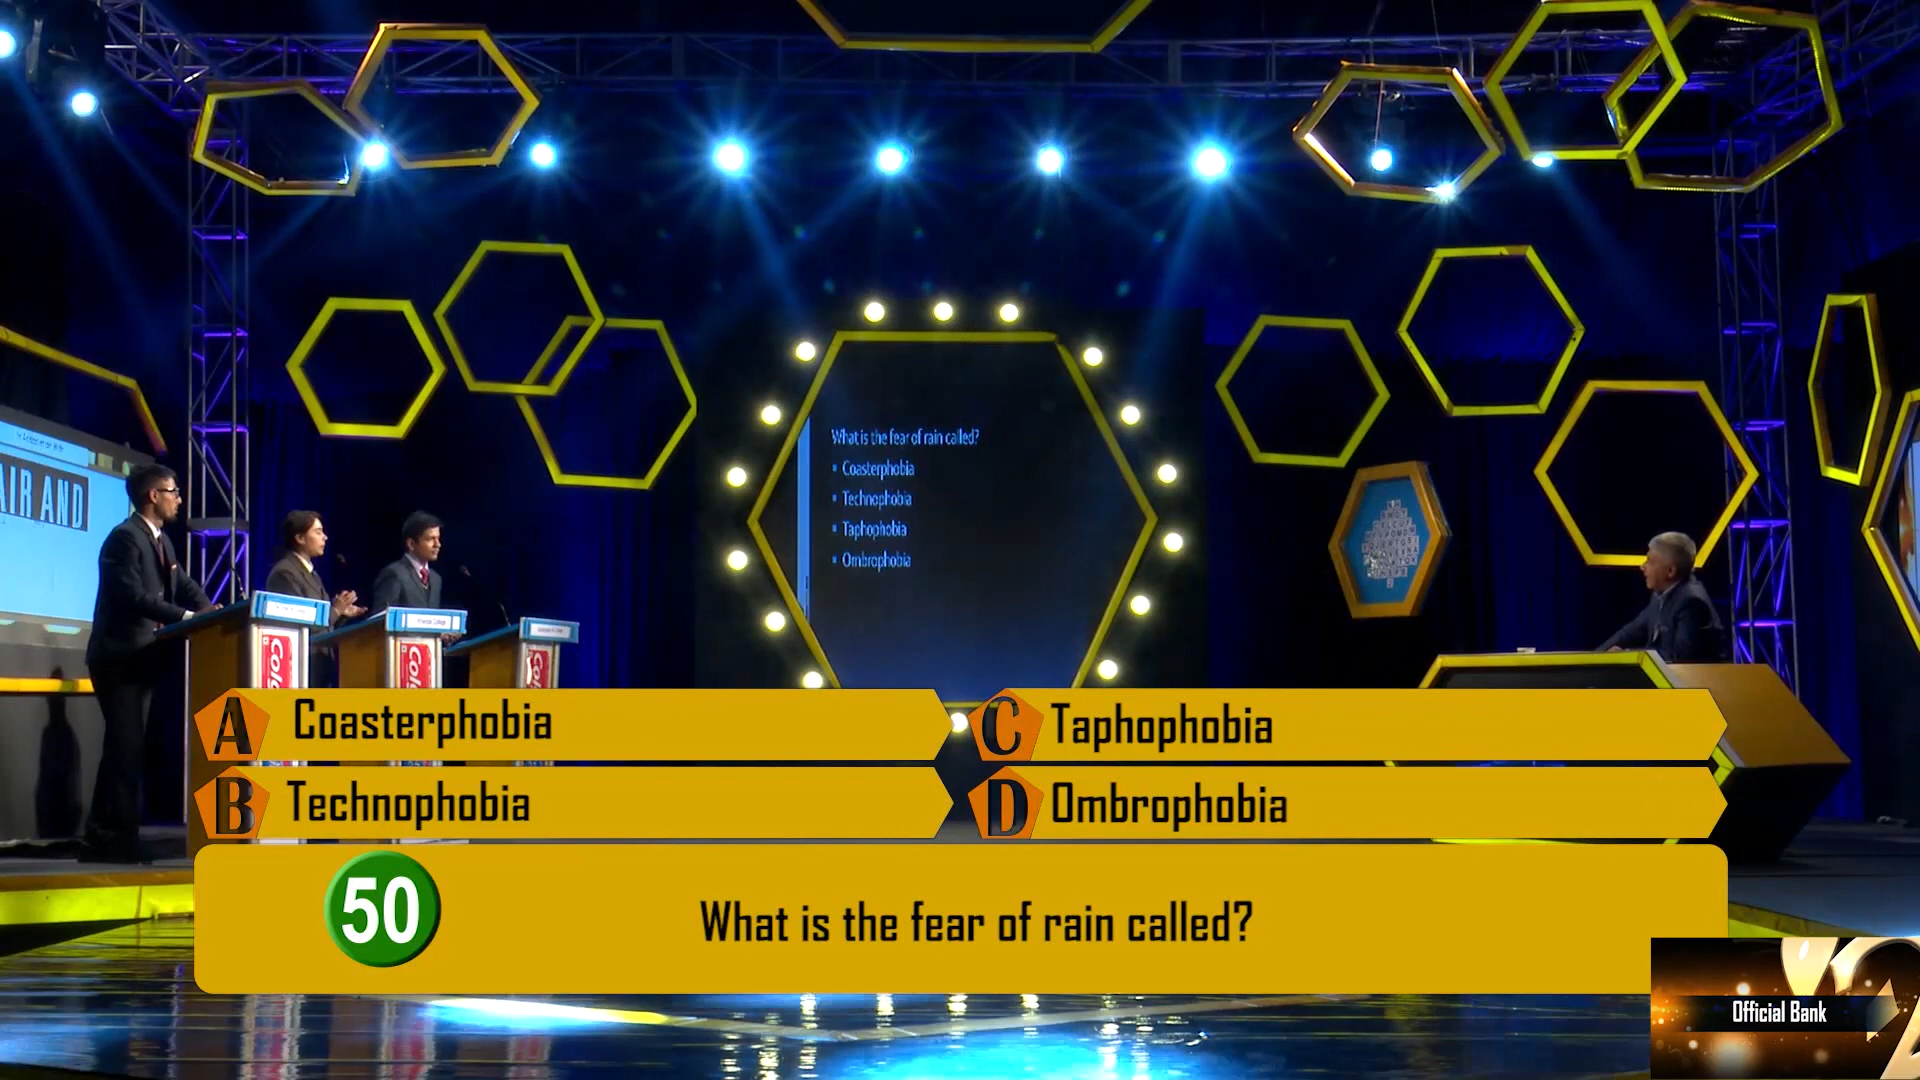 AIR AND
What is the fear of rain called?
Coasterphobia
Technophobia
Taphophobia
Ombrophobia
A Coasterphobia
C Taphophobia
B Technophobia
D Ombrophobia
50
What is the fear of rain called?
Official Bank